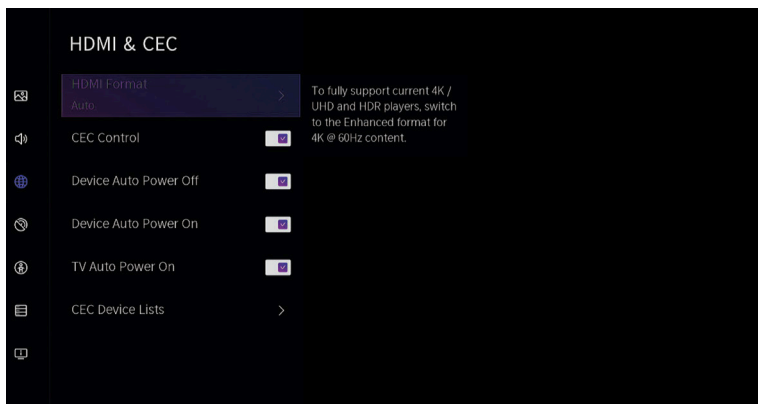 HDMI & CEC
HDMI Format
Auto
To fully support current 4K /
UHD and HDR players, switch
to the Enhanced format for
4K @ 60Hz content.
CEC Control
Device Auto Power Off
Device Auto Power On
TV Auto Power On
CEC Device Lists